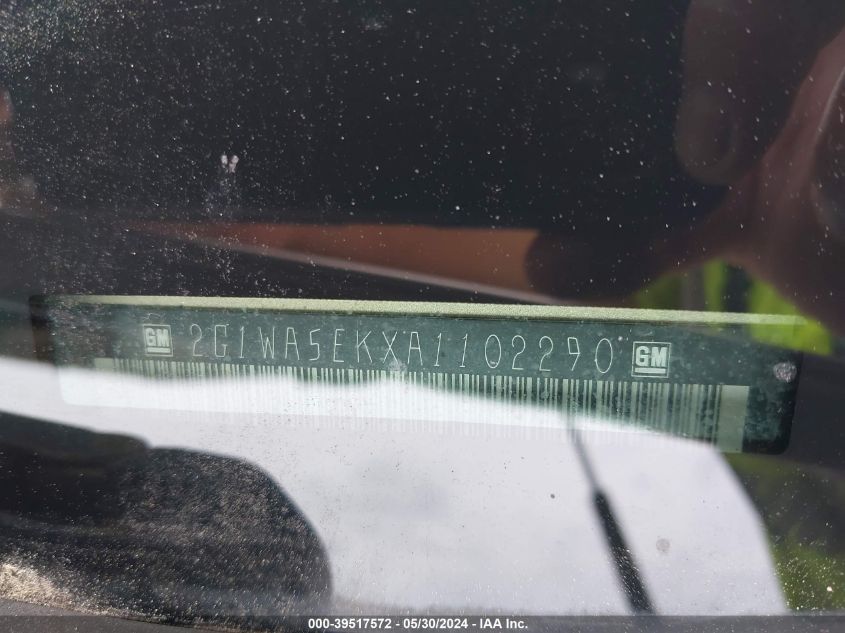 GM 2G1WA5EKXA1102290 GM
000-39517572 - 05/30/2024 - IAA Inc.